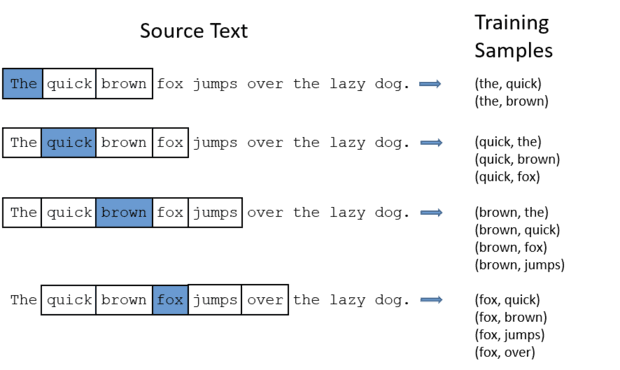 Source Text
Training
Samples
The quick brown fox jumps over the lazy dog.
(the, quick)
(the, brown)
The quick brown fox jumps over the lazy dog.
(quick, the)
(quick, brown)
(quick, fox)
The quick brown fox jumps over the lazy dog.
(brown, the)
(brown, quick)
(brown, fox)
(brown, jumps)
The quick brown fox jumps over the lazy dog.
(fox, quick)
(fox, brown)
(fox, jumps)
(fox, over)